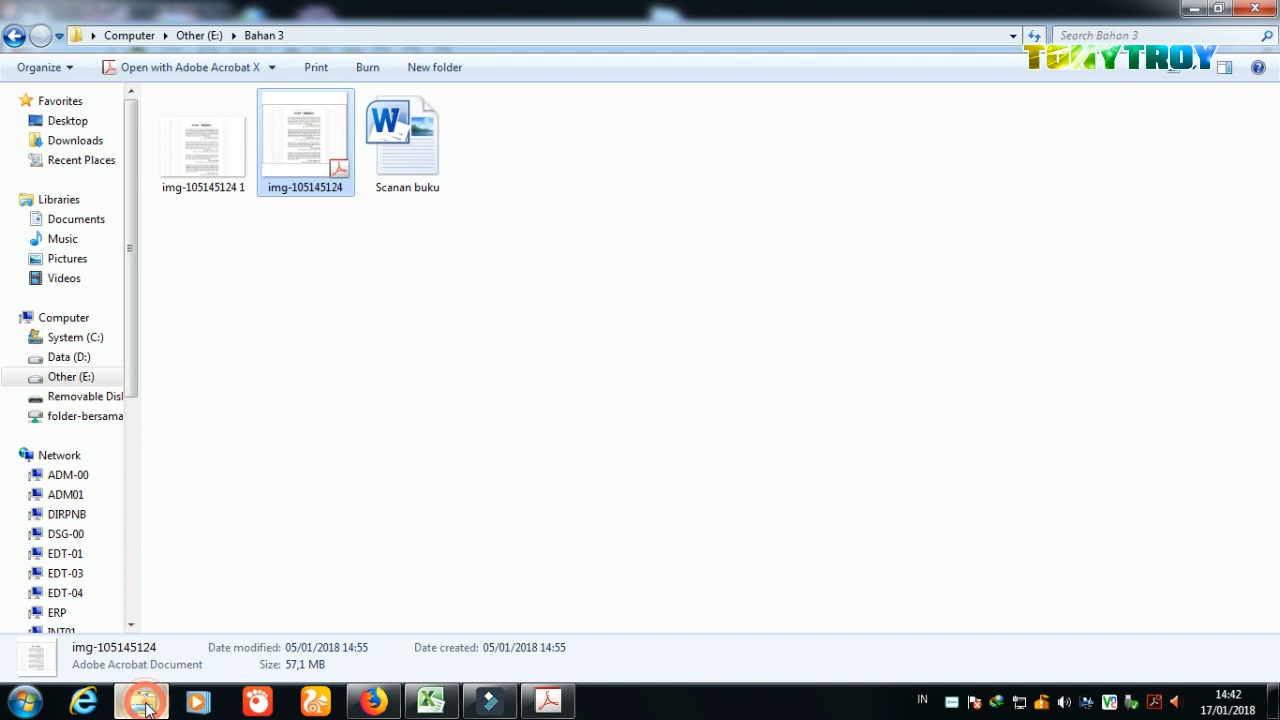 Computer Other (E:) Bahan 3 Search Bahan 3
TONYTROY
Organize Open with Adobe Acrobat X Print Burn New folder
Favorites
Desktop
Downloads
Recent Places
Libraries
Documents
Music
Pictures
Videos
Computer
System (C:)
Data (D:)
Other (E:)
Removable Disk
folder-bersama
Network
ADM-00
ADM01
DIRPNB
DSG-00
EDT-01
EDT-03
EDT-04
ERP
INT01
img-105145124 1
img-105145124
Scanan buku
img-105145124 Date modified: 05/01/2018 14:55 Date created: 05/01/2018 14:55
Adobe Acrobat Document Size: 57,1 MB
IN
14:42
17/01/2018